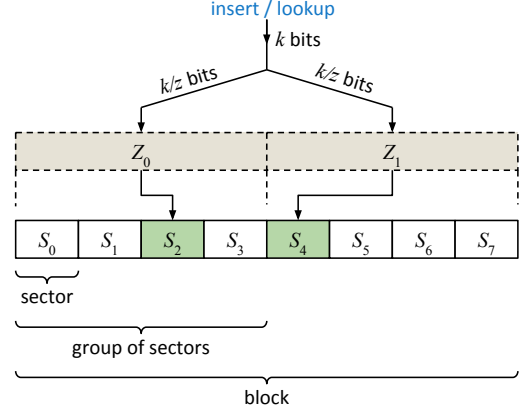 insert / lookup
k bits
k/z bits
k/z bits
Z0
Z1
S0 S1 S2 S3 S4 S5 S6 S7
sector
group of sectors
block